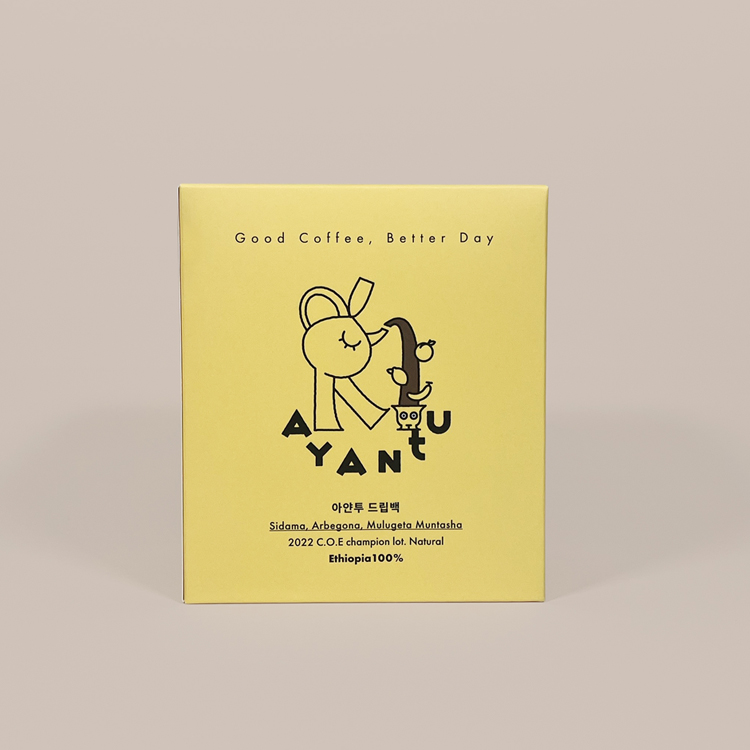 Good Coffee, Better Day
AYANtU
아얀투 드립백
Sidama, Arbegona, Mulugeta Muntasha
2022 C.O.E champion lot. Natural
Ethiopia100%